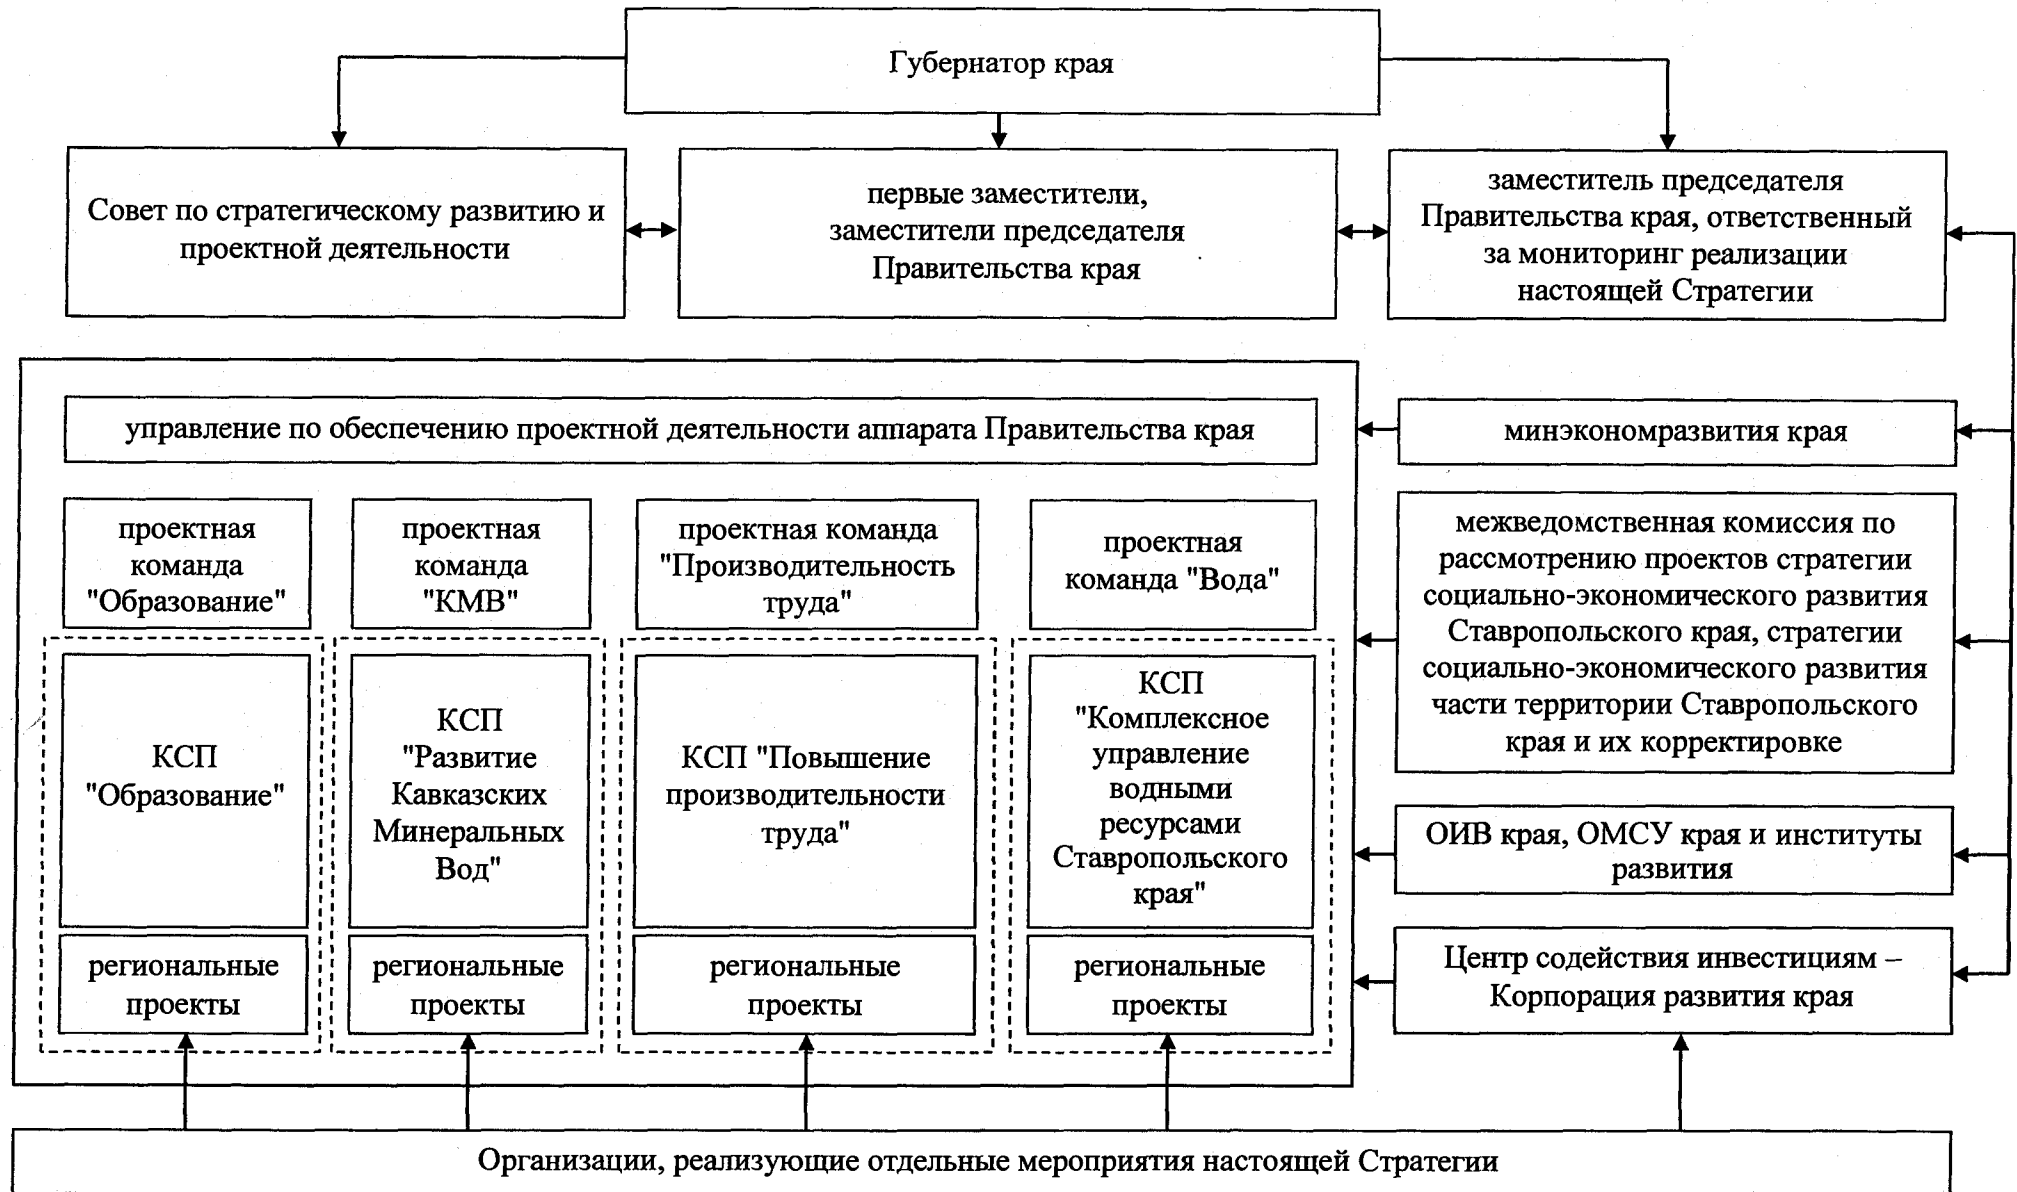 Губернатор края
Совет по стратегическому развитию и
проектной деятельности
первые заместители,
заместители председателя
Правительства края
заместитель председателя
Правительства края, ответственный
за мониторинг реализации
настоящей Стратегии
управление по обеспечению проектной деятельности аппарата Правительства края
минэкономразвития края
проектная
команда
"Образование"
проектная
команда
"КМВ"
проектная команда
"Производительность
труда"
проектная
команда "Вода"
межведомственная комиссия по
рассмотрению проектов стратегии
социально-экономического развития
Ставропольского края, стратегии
социально-экономического развития
части территории Ставропольского
края и их корректировке
КСП
"Образование"
КСП
"Развитие
Кавказских
Минеральных
Вод"
КСП "Повышение
производительности
труда"
КСП
"Комплексное
управление
водными
ресурсами
Ставропольского
края"
ОИВ края, ОМСУ края и институты
развития
региональные
проекты
региональные
проекты
региональные
проекты
региональные
проекты
Центр содействия инвестициям –
Корпорация развития края
Организации, реализующие отдельные мероприятия настоящей Стратегии